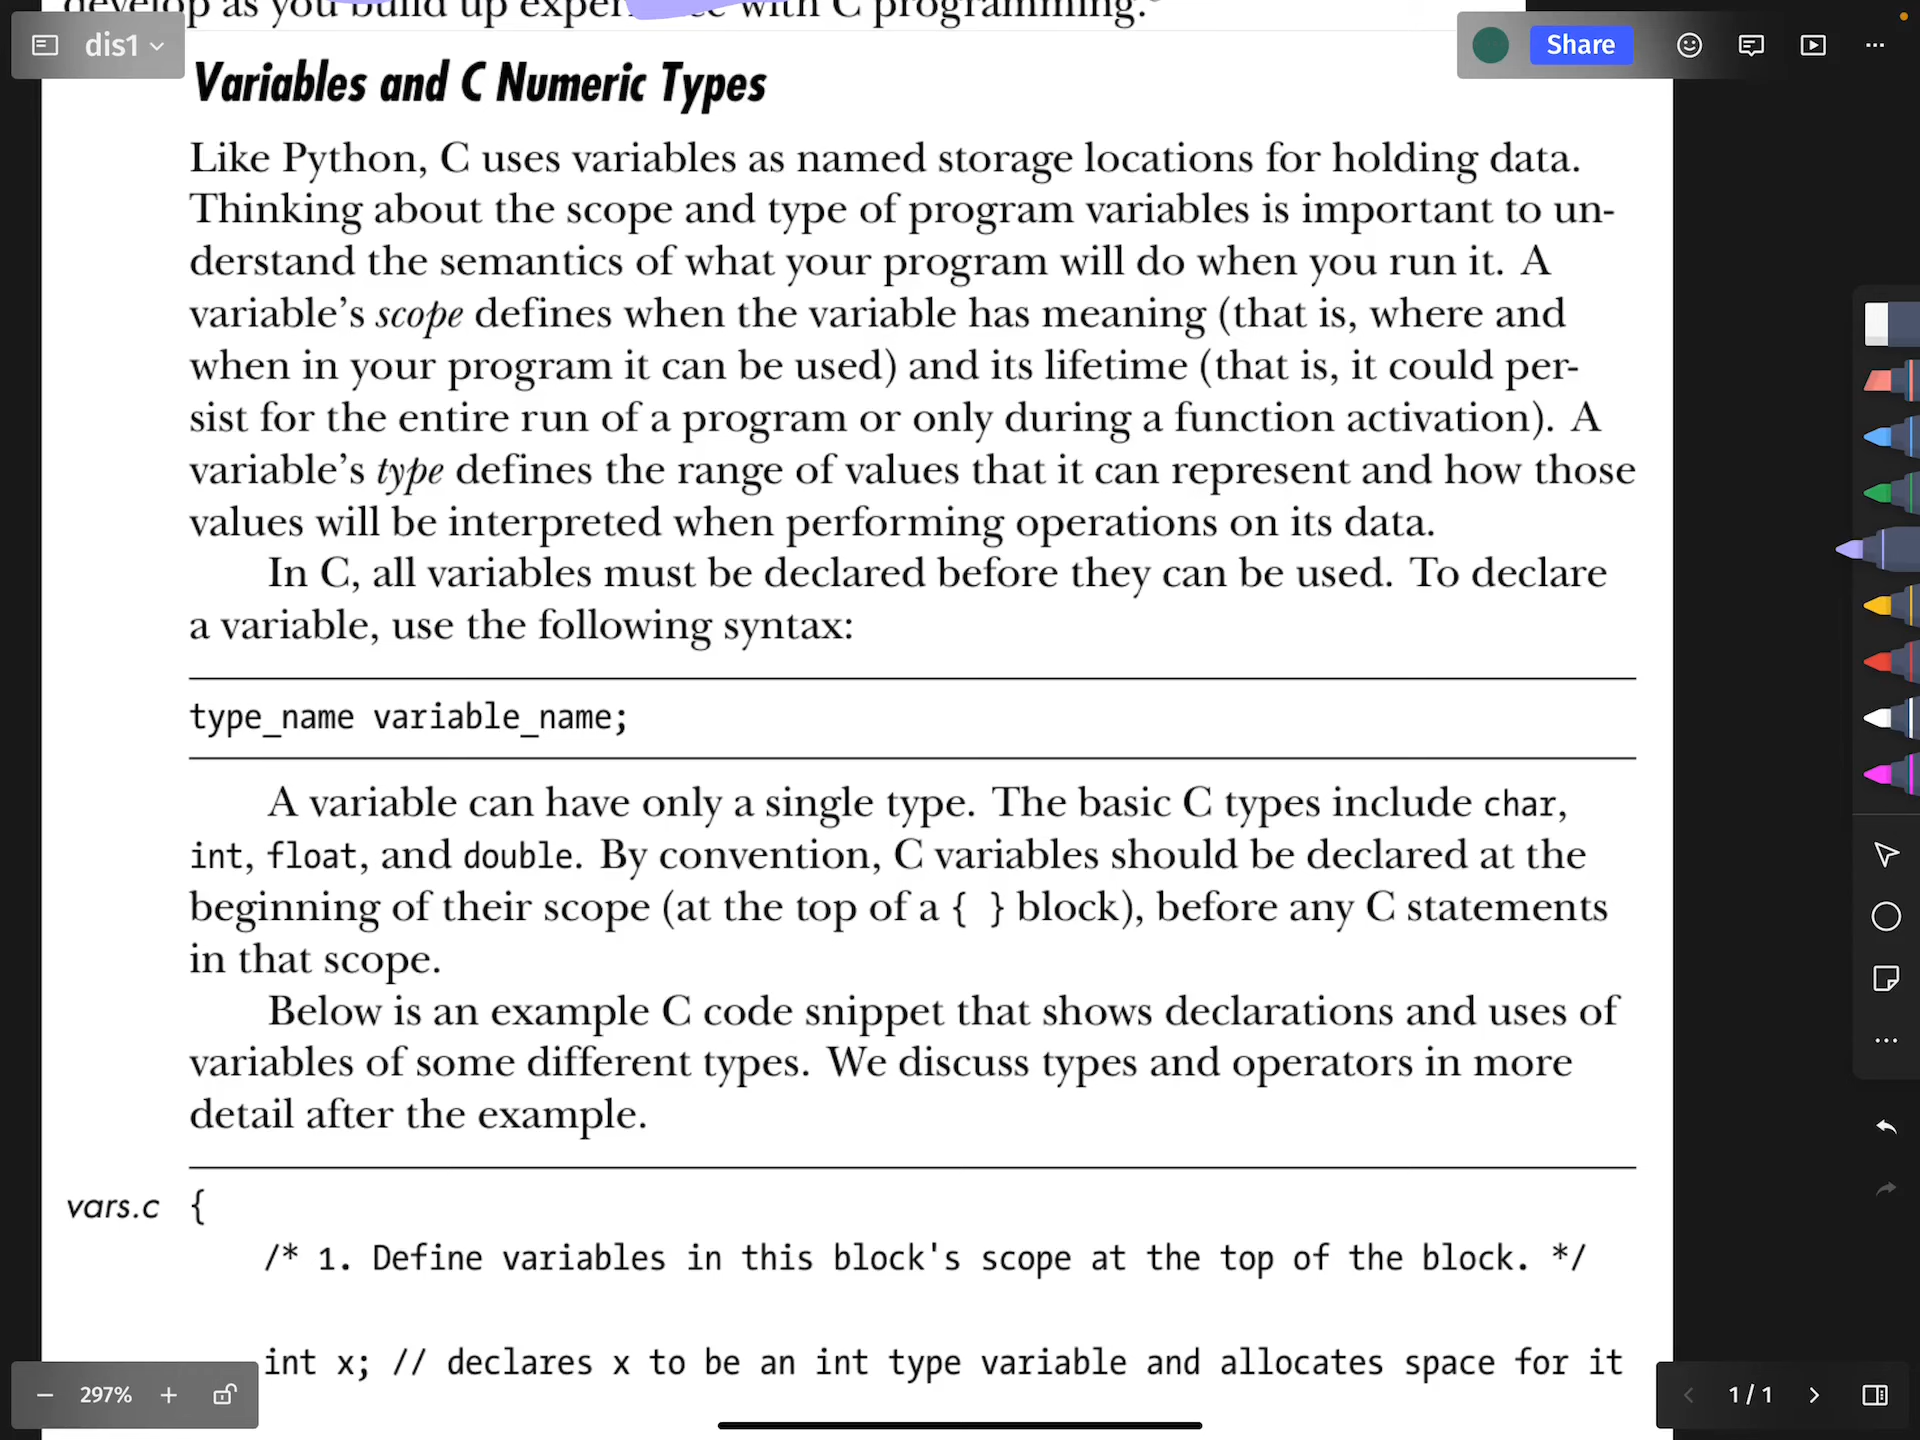 develop as you build up experience with C programming.
dis1
Share
Variables and C Numeric Types
Like Python, C uses variables as named storage locations for holding data.
Thinking about the scope and type of program variables is important to un-
derstand the semantics of what your program will do when you run it. A
variable's scope defines when the variable has meaning (that is, where and
when in your program it can be used) and its lifetime (that is, it could per-
sist for the entire run of a program or only during a function activation). A
variable's type defines the range of values that it can represent and how those
values will be interpreted when performing operations on its data.
In C, all variables must be declared before they can be used. To declare
a variable, use the following syntax:
type_name variable_name;
A variable can have only a single type. The basic C types include char,
int, float, and double. By convention, C variables should be declared at the
beginning of their scope (at the top of a { } block), before any C statements
in that scope.
Below is an example C code snippet that shows declarations and uses of
variables of some different types. We discuss types and operators in more
detail after the example.
vars.c {
/* 1. Define variables in this block's scope at the top of the block. */
int x; // declares x to be an int type variable and allocates space for it
297%
1 / 1